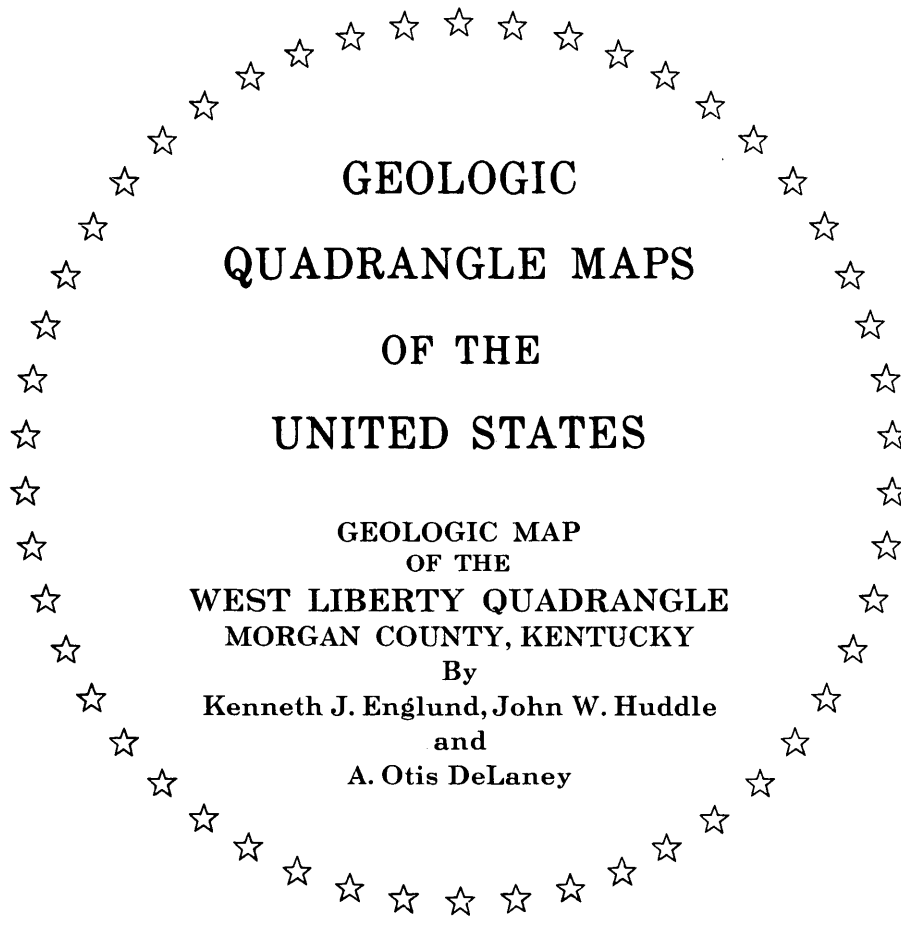 GEOLOGIC
QUADRANGLE MAPS
OF THE
UNITED STATES
GEOLOGIC MAP
OF THE
WEST LIBERTY QUADRANGLE
MORGAN COUNTY, KENTUCKY
By
Kenneth J. Englund, John W. Huddle
and
A. Otis DeLaney